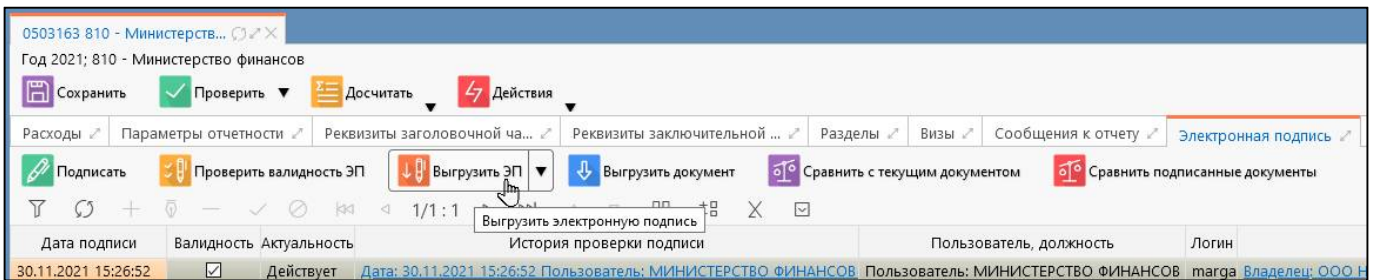 0503163 810 - Министерств...
Год 2021; 810 - Министерство финансов
Сохранить Проверить Досчитать Действия
Расходы Параметры отчетности Реквизиты заголовочной ча... Реквизиты заключительной ... Разделы Визы Сообщения к отчету Электронная подпись
Подписать Проверить валидность ЭП Выгрузить ЭП Выгрузить документ Сравнить с текущим документом Сравнить подписанные документы
1/1 : 1
Выгрузить электронную подпись
Дата подписи Валидность Актуальность История проверки подписи Пользователь, должность Логин
30.11.2021 15:26:52 Действует Дата: 30.11.2021 15:26:52 Пользователь: МИНИСТЕРСТВО ФИНАНСОВ Пользователь: МИНИСТЕРСТВО ФИНАНСОВ marga Владелец: ООО Н